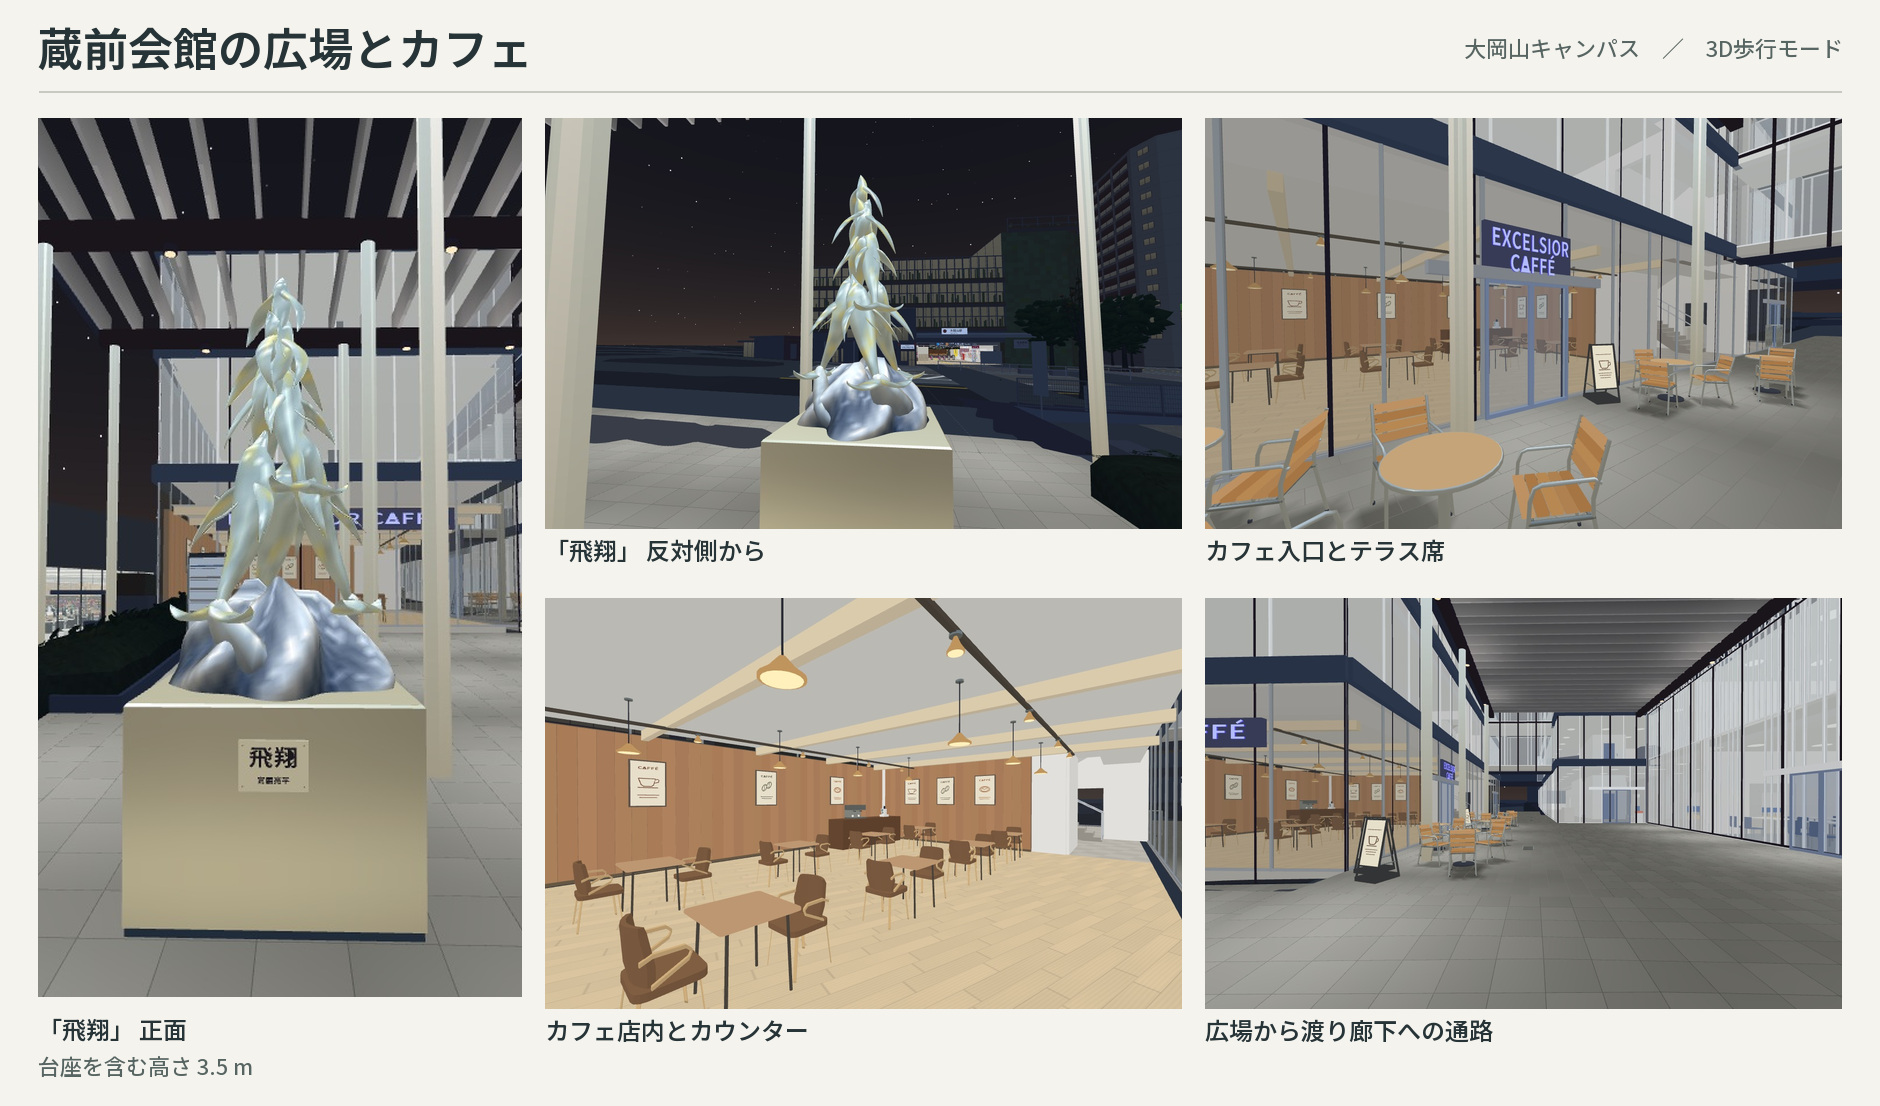 蔵前会館の広場とカフェ
大岡山キャンパス ／ 3D歩行モード
飛翔
「飛翔」 正面
台座を含む高さ 3.5 m
「飛翔」 反対側から
EXCELSIOR
CAFFÉ
カフェ入口とテラス席
CAFFÉ
カフェ店内とカウンター
FFÉ
EXCELSIOR
CAFFÉ
広場から渡り廊下への通路